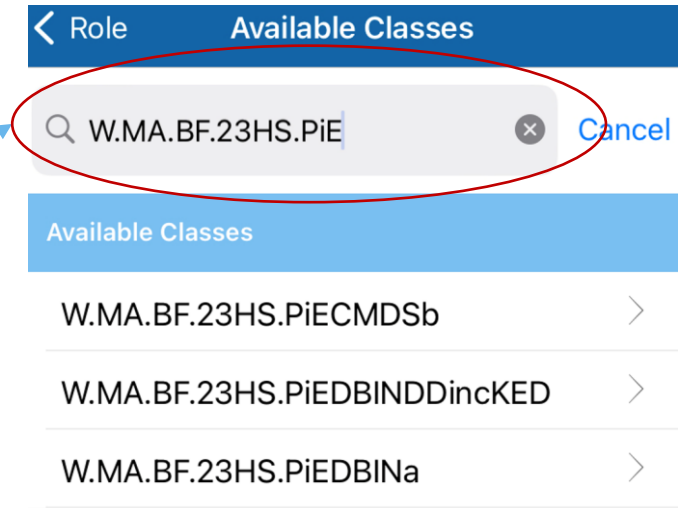 Role Available Classes
W.MA.BF.23HS.PiE Cancel
Available Classes
W.MA.BF.23HS.PiECMDSb
W.MA.BF.23HS.PiEDBINDDincKED
W.MA.BF.23HS.PiEDBINa